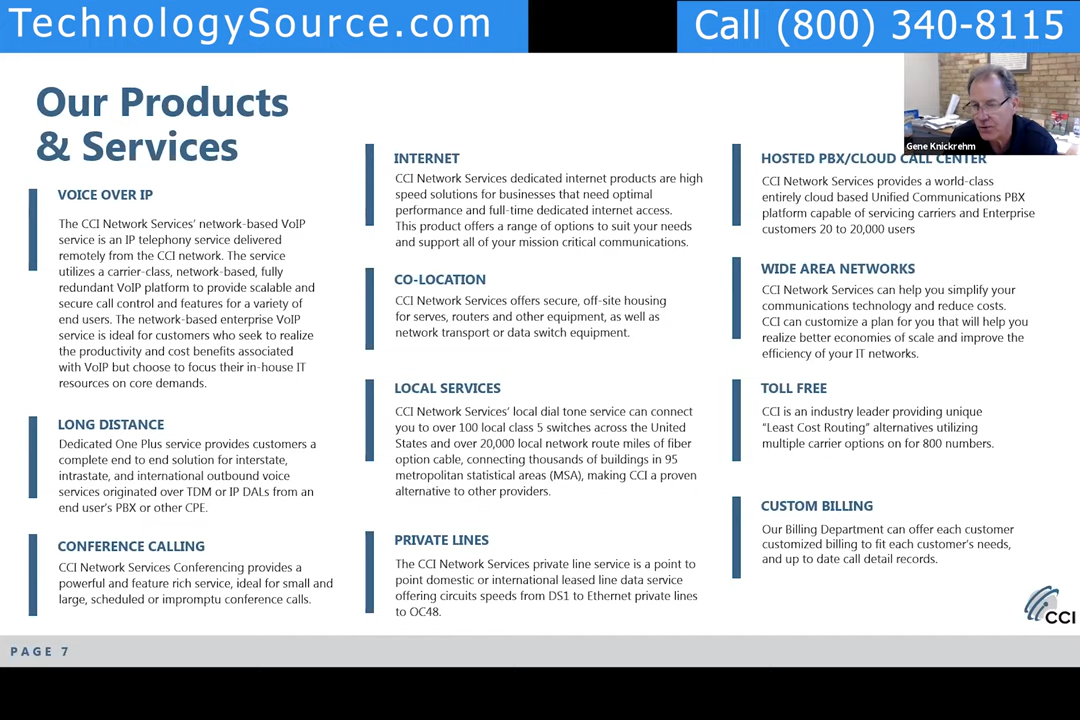 TechnologySource.com
Call (800) 340-8115
Our Products
& Services
Gene Knickrehm
VOICE OVER IP
The CCI Network Services' network-based VoIP
service is an IP telephony service delivered
remotely from the CCI network. The service
utilizes a carrier-class, network-based, fully
redundant VoIP platform to provide scalable and
secure call control and features for a variety of
end users. The network-based enterprise VoIP
service is ideal for customers who seek to realize
the productivity and cost benefits associated
with VoIP but choose to focus their in-house IT
resources on core demands.
LONG DISTANCE
Dedicated One Plus service provides customers a
complete end to end solution for interstate,
intrastate, and international outbound voice
services originated over TDM or IP DALs from an
end user's PBX or other CPE.
CONFERENCE CALLING
CCI Network Services Conferencing provides a
powerful and feature rich service, ideal for small and
large, scheduled or impromptu conference calls.
INTERNET
CCI Network Services dedicated internet products are high
speed solutions for businesses that need optimal
performance and full-time dedicated internet access.
This product offers a range of options to suit your needs
and support all of your mission critical communications.
CO-LOCATION
CCI Network Services offers secure, off-site housing
for serves, routers and other equipment, as well as
network transport or data switch equipment.
LOCAL SERVICES
CCI Network Services' local dial tone service can connect
you to over 100 local class 5 switches across the United
States and over 20,000 local network route miles of fiber
option cable, connecting thousands of buildings in 95
metropolitan statistical areas (MSA), making CCI a proven
alternative to other providers.
PRIVATE LINES
The CCI Network Services private line service is a point to
point domestic or international leased line data service
offering circuits speeds from DS1 to Ethernet private lines
to OC48.
HOSTED PBX/CLOUD CALL CENTER
CCI Network Services provides a world-class
entirely cloud based Unified Communications PBX
platform capable of servicing carriers and Enterprise
customers 20 to 20,000 users
WIDE AREA NETWORKS
CCI Network Services can help you simplify your
communications technology and reduce costs.
CCI can customize a plan for you that will help you
realize better economies of scale and improve the
efficiency of your IT networks.
TOLL FREE
CCI is an industry leader providing unique
“Least Cost Routing” alternatives utilizing
multiple carrier options on for 800 numbers.
CUSTOM BILLING
Our Billing Department can offer each customer
customized billing to fit each customer's needs,
and up to date call detail records.
CCI
PAGE 7